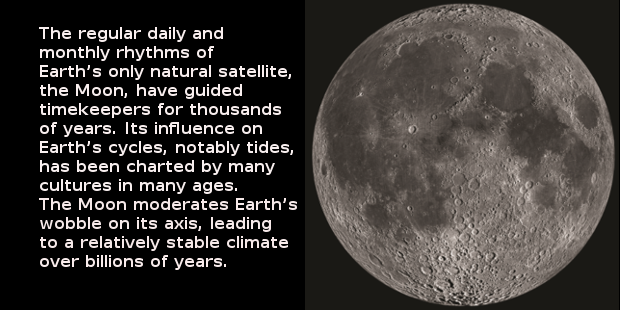 The regular daily and
monthly rhythms of
Earth’s only natural satellite,
the Moon, have guided
timekeepers for thousands
of years. Its influence on
Earth’s cycles, notably tides,
has been charted by many
cultures in many ages.
The Moon moderates Earth’s
wobble on its axis, leading
to a relatively stable climate
over billions of years.